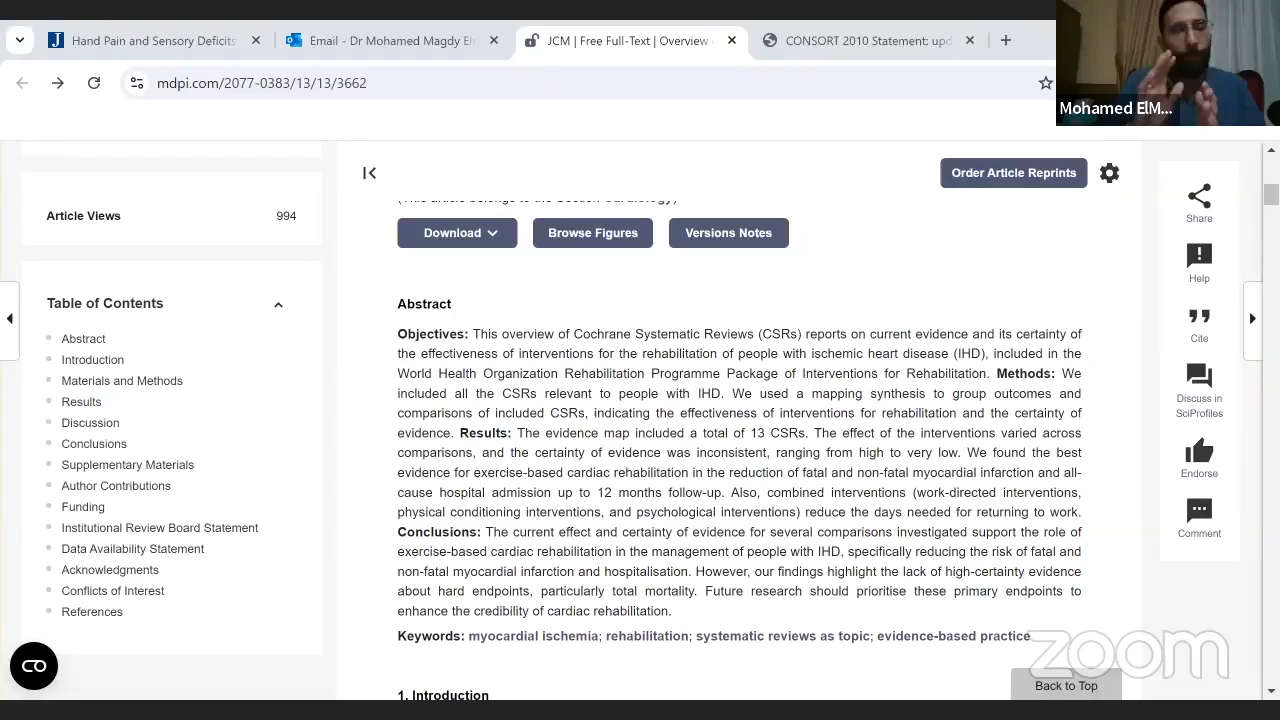 Hand Pain and Sensory Deficits
Email - Dr Mohamed Magdy El
JCM | Free Full-Text | Overview
CONSORT 2010 Statement: upd
mdpi.com/2077-0383/13/13/3662
Mohamed ElM...
Order Article Reprints
Article Views 994
(This article belongs to the Section Cardiology)
Download
Browse Figures
Versions Notes
Table of Contents
Abstract
Introduction
Materials and Methods
Results
Discussion
Conclusions
Supplementary Materials
Author Contributions
Funding
Institutional Review Board Statement
Data Availability Statement
Acknowledgments
Conflicts of Interest
References
Abstract
Objectives: This overview of Cochrane Systematic Reviews (CSRs) reports on current evidence and its certainty of
the effectiveness of interventions for the rehabilitation of people with ischemic heart disease (IHD), included in the
World Health Organization Rehabilitation Programme Package of Interventions for Rehabilitation. Methods: We
included all the CSRs relevant to people with IHD. We used a mapping synthesis to group outcomes and
comparisons of included CSRs, indicating the effectiveness of interventions for rehabilitation and the certainty of
evidence. Results: The evidence map included a total of 13 CSRs. The effect of the interventions varied across
comparisons, and the certainty of evidence was inconsistent, ranging from high to very low. We found the best
evidence for exercise-based cardiac rehabilitation in the reduction of fatal and non-fatal myocardial infarction and all-
cause hospital admission up to 12 months follow-up. Also, combined interventions (work-directed interventions,
physical conditioning interventions, and psychological interventions) reduce the days needed for returning to work.
Conclusions: The current effect and certainty of evidence for several comparisons investigated support the role of
exercise-based cardiac rehabilitation in the management of people with IHD, specifically reducing the risk of fatal and
non-fatal myocardial infarction and hospitalisation. However, our findings highlight the lack of high-certainty evidence
about hard endpoints, particularly total mortality. Future research should prioritise these primary endpoints to
enhance the credibility of cardiac rehabilitation.
Keywords: myocardial ischemia; rehabilitation; systematic reviews as topic; evidence-based practice
1. Introduction
Share
Help
Cite
Discuss in
SciProfiles
Endorse
Comment
zoom
Back to Top